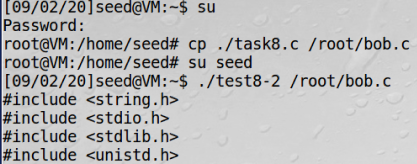 [09/02/20]seed@VM:~$ su
Password:
root@VM:/home/seed# cp ./task8.c /root/bob.c
root@VM:/home/seed# su seed
[09/02/20]seed@VM:~$ ./test8-2 /root/bob.c
#include <string.h>
#include <stdio.h>
#include <stdlib.h>
#include <unistd.h>